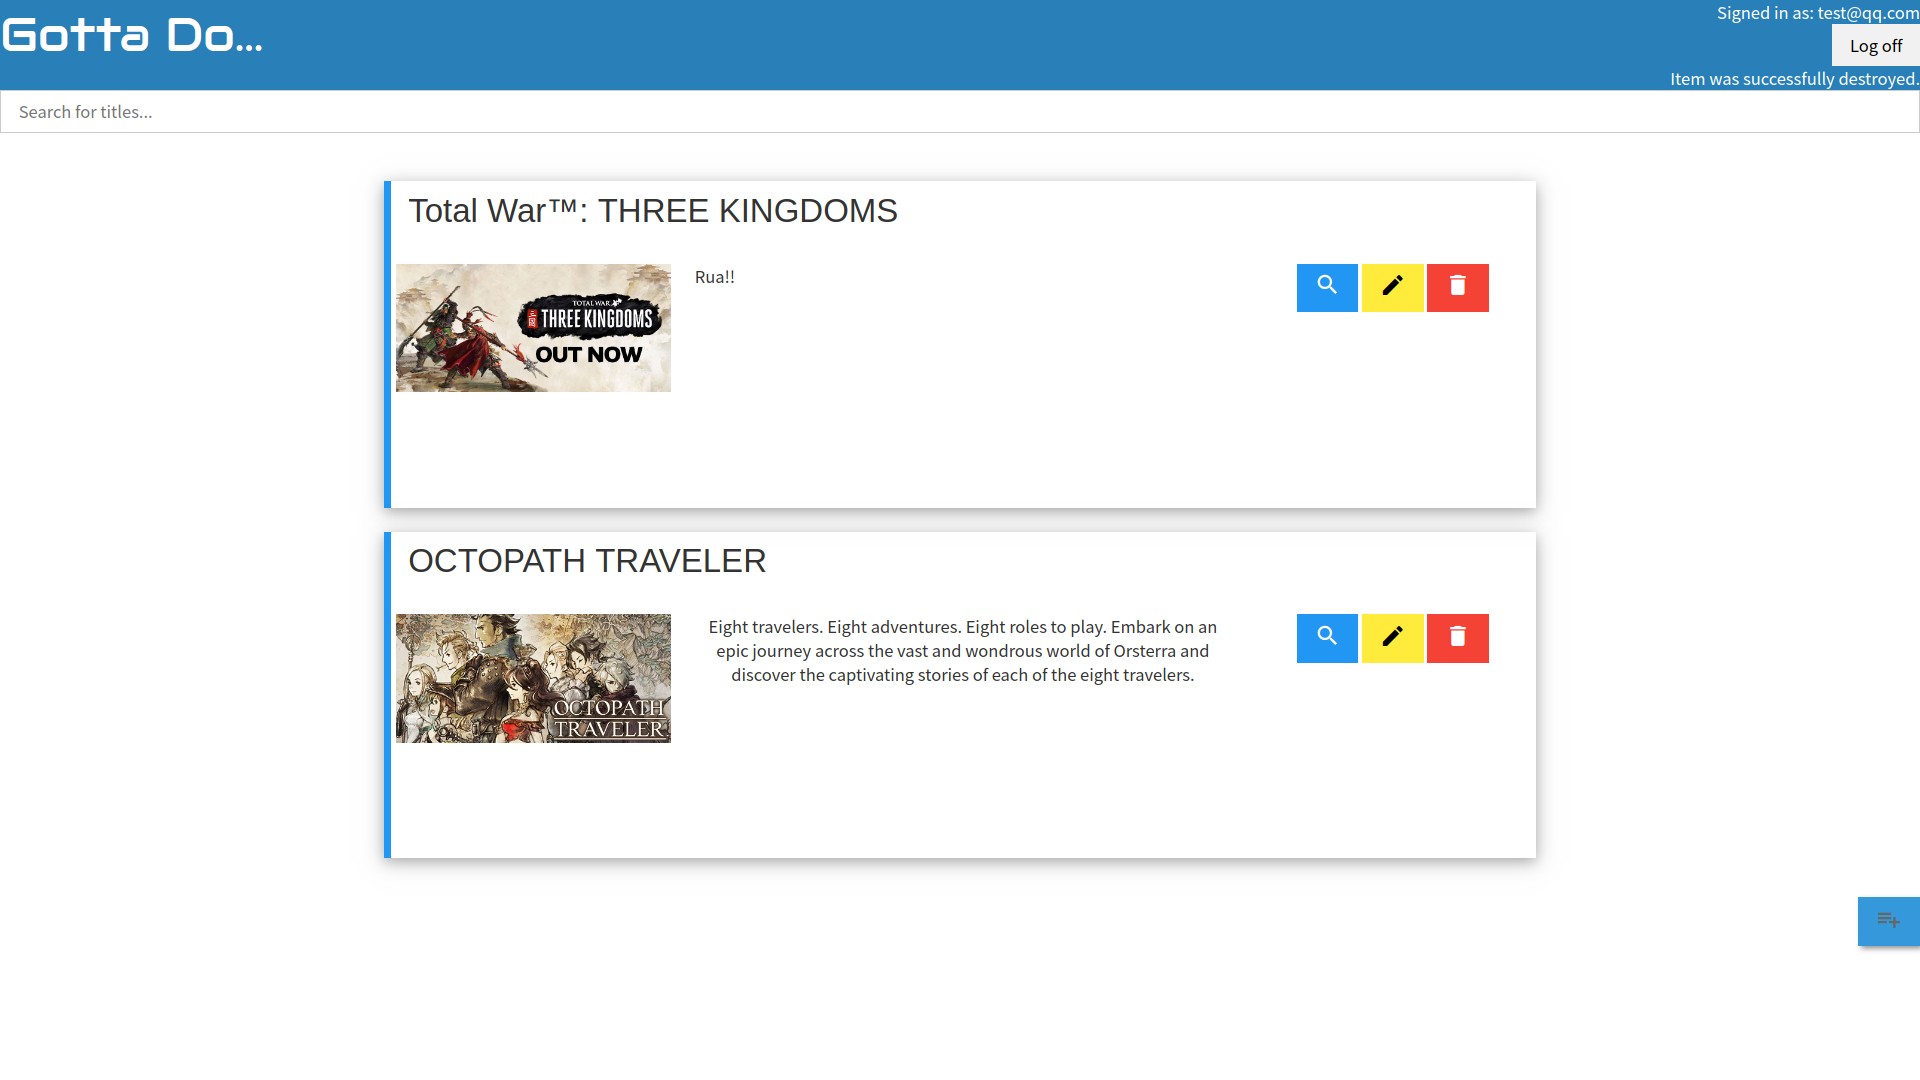 Gotta Do...
Signed in as: test@qq.com
Log off
Item was successfully destroyed.
Search for titles...
Total War™: THREE KINGDOMS
TOTAL WAR
THREE KINGDOMS
OUT NOW
Rua!!
OCTOPATH TRAVELER
OCTOPATH
TRAVELER
Eight travelers. Eight adventures. Eight roles to play. Embark on an
epic journey across the vast and wondrous world of Orsterra and
discover the captivating stories of each of the eight travelers.